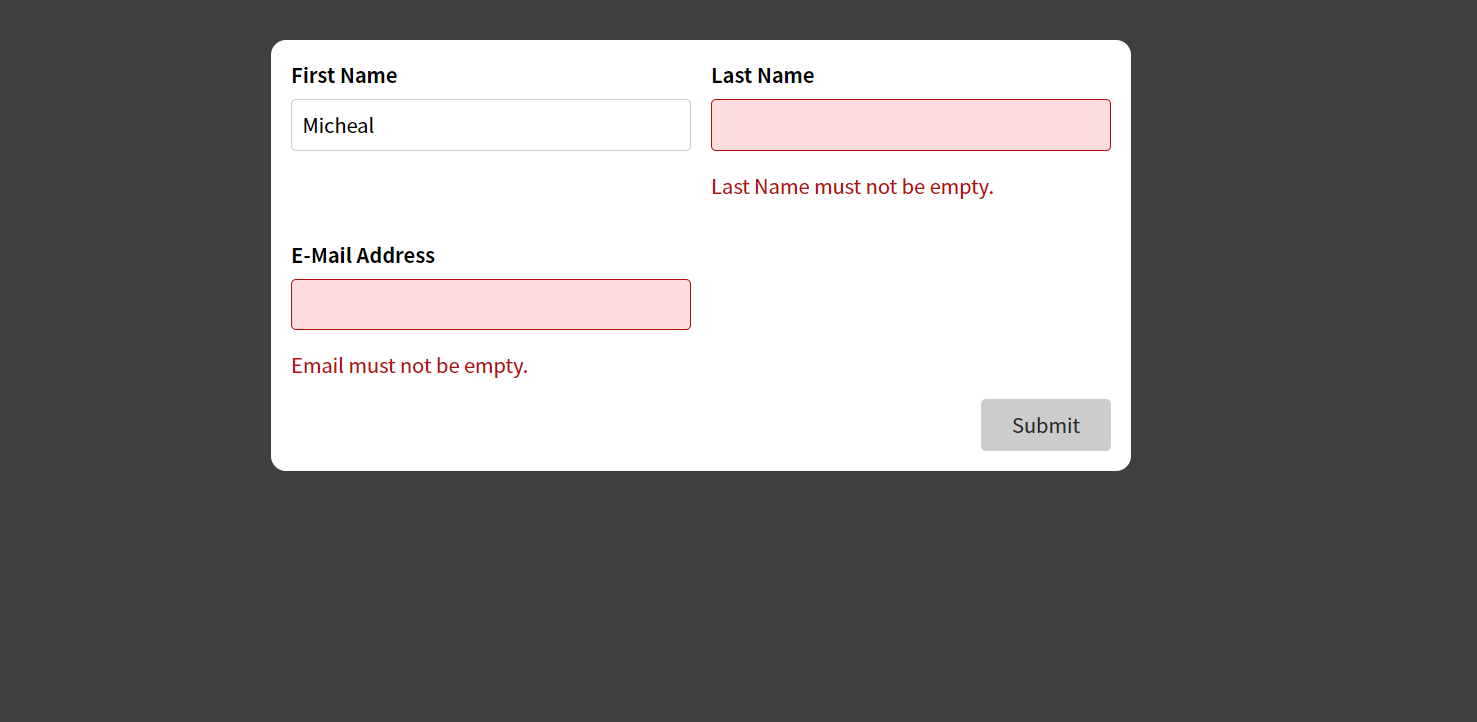 First Name
Last Name
Micheal
Last Name must not be empty.
E-Mail Address
Email must not be empty.
Submit